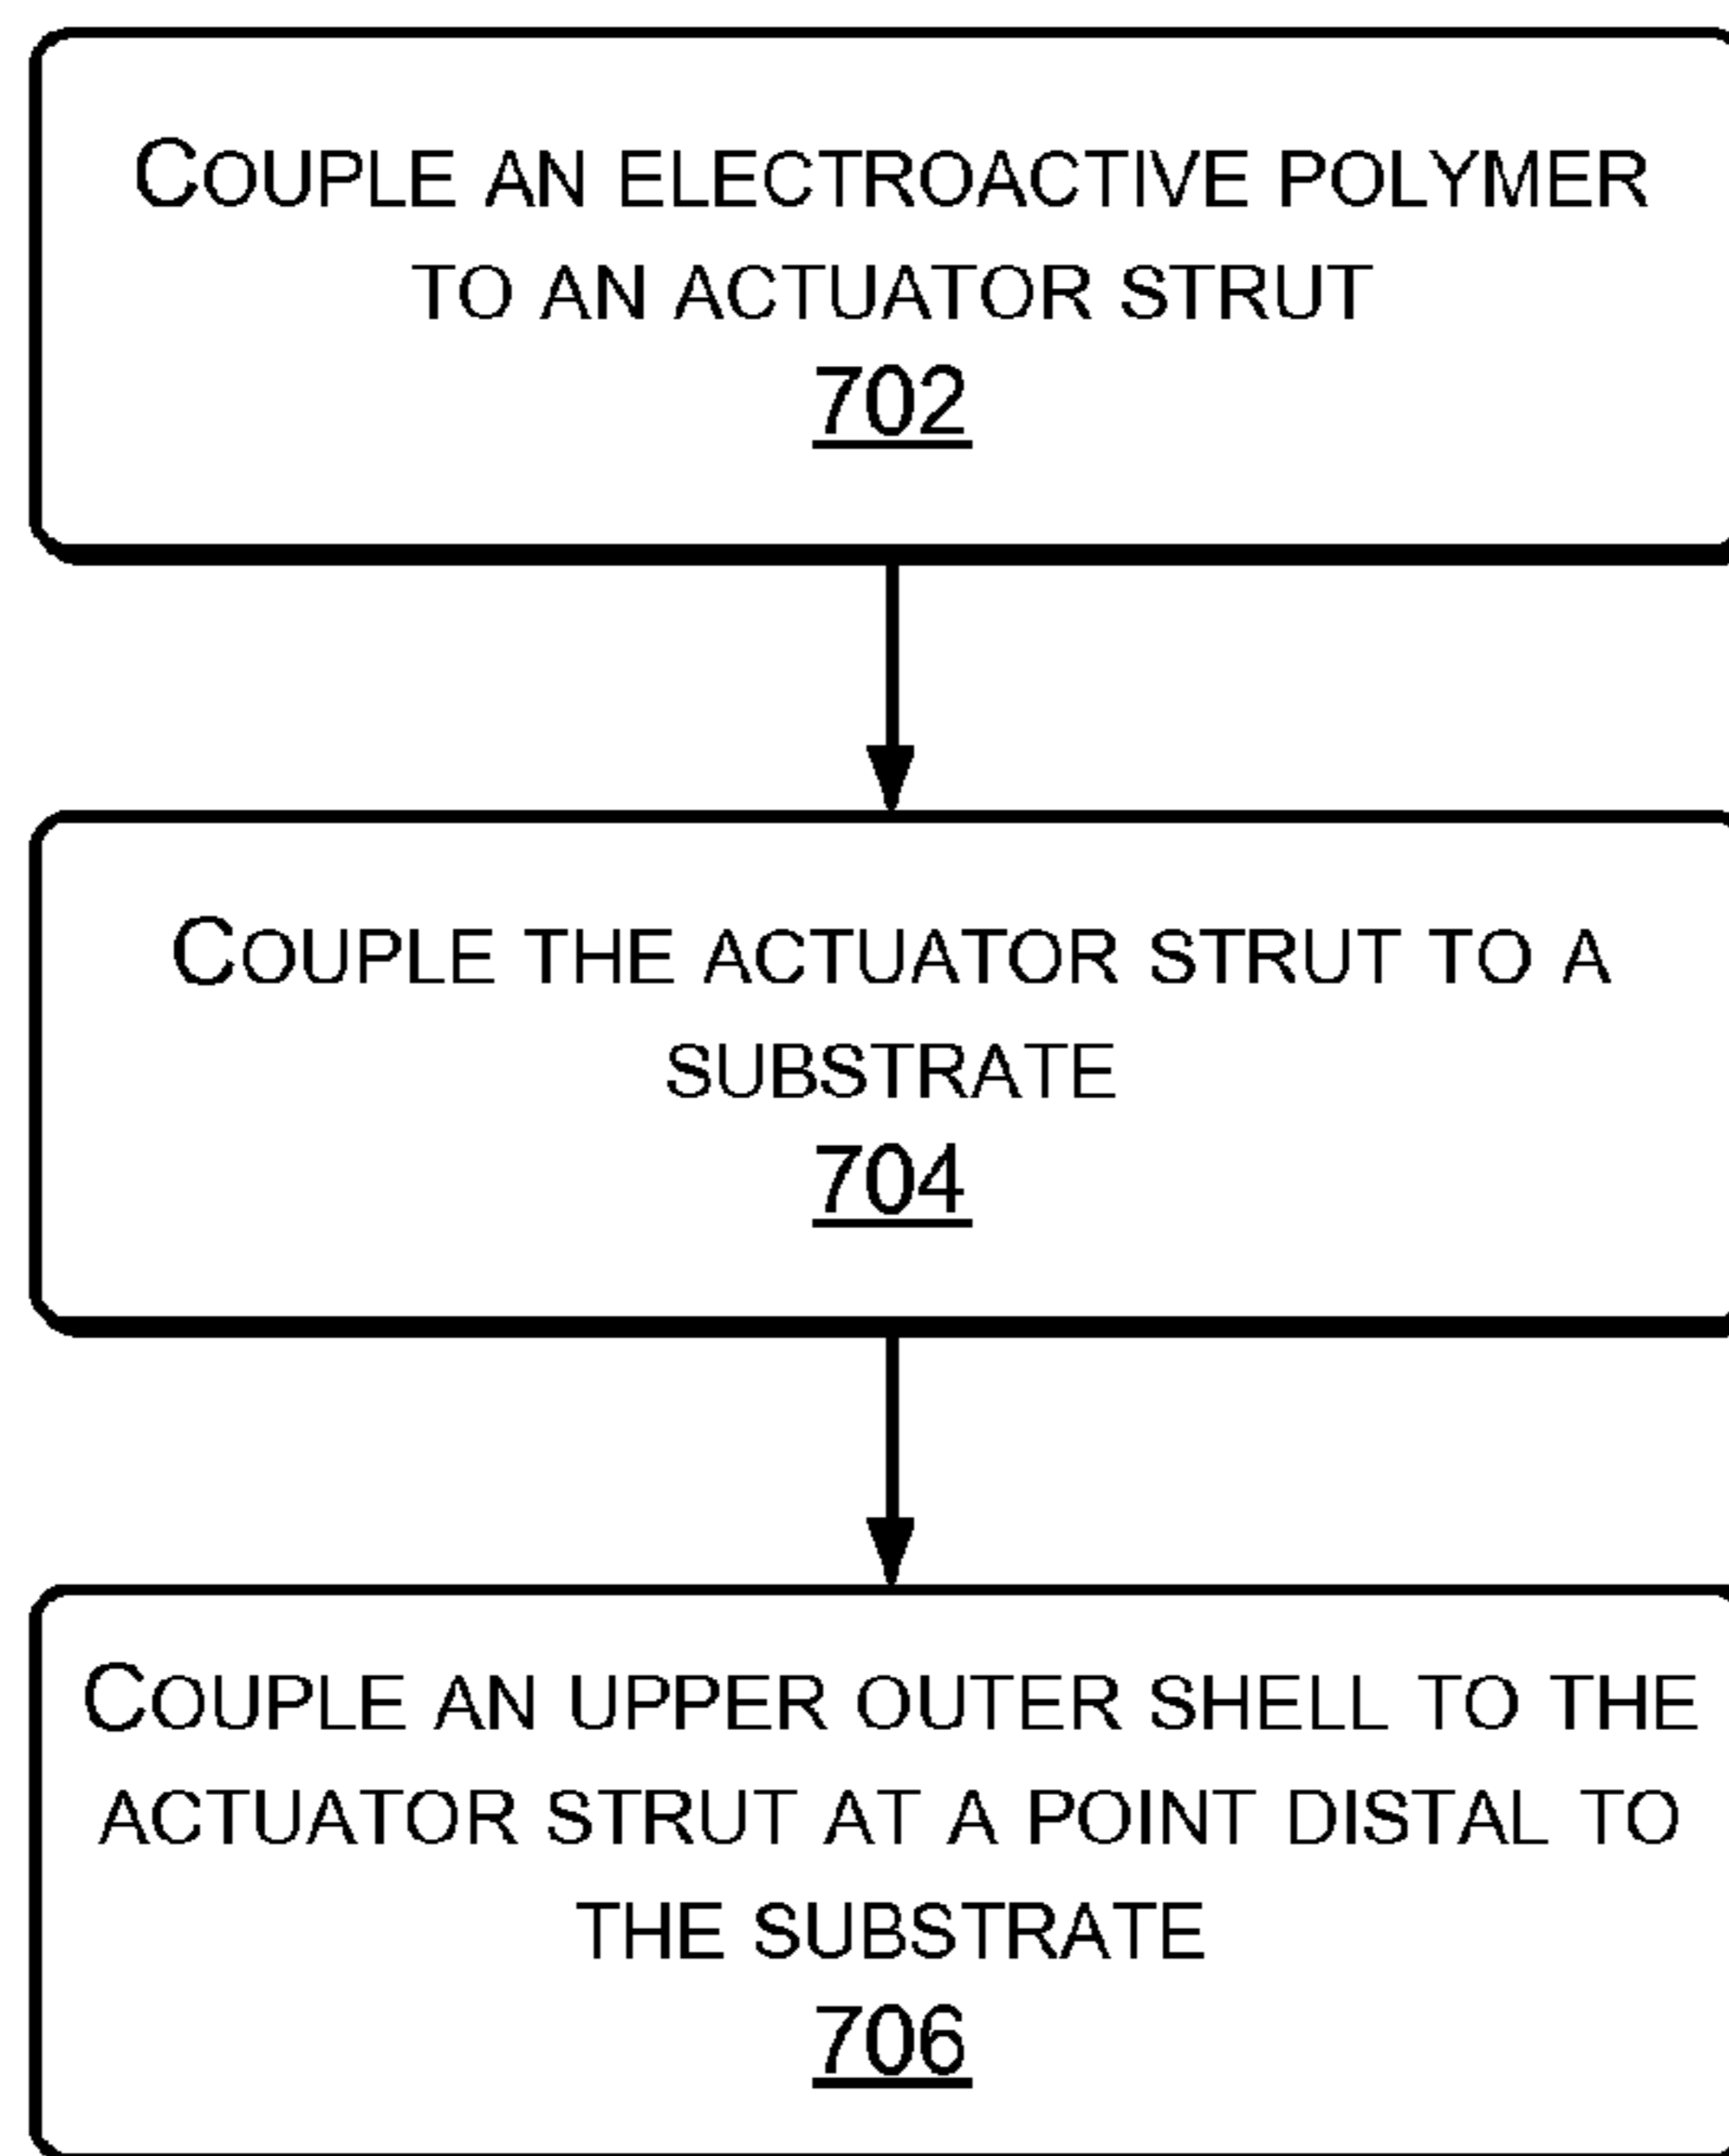 COUPLE AN ELECTROACTIVE POLYMER
TO AN ACTUATOR STRUT
702
COUPLE THE ACTUATOR STRUT TO A
SUBSTRATE
704
COUPLE AN UPPER OUTER SHELL TO THE
ACTUATOR STRUT AT A POINT DISTAL TO
THE SUBSTRATE
706